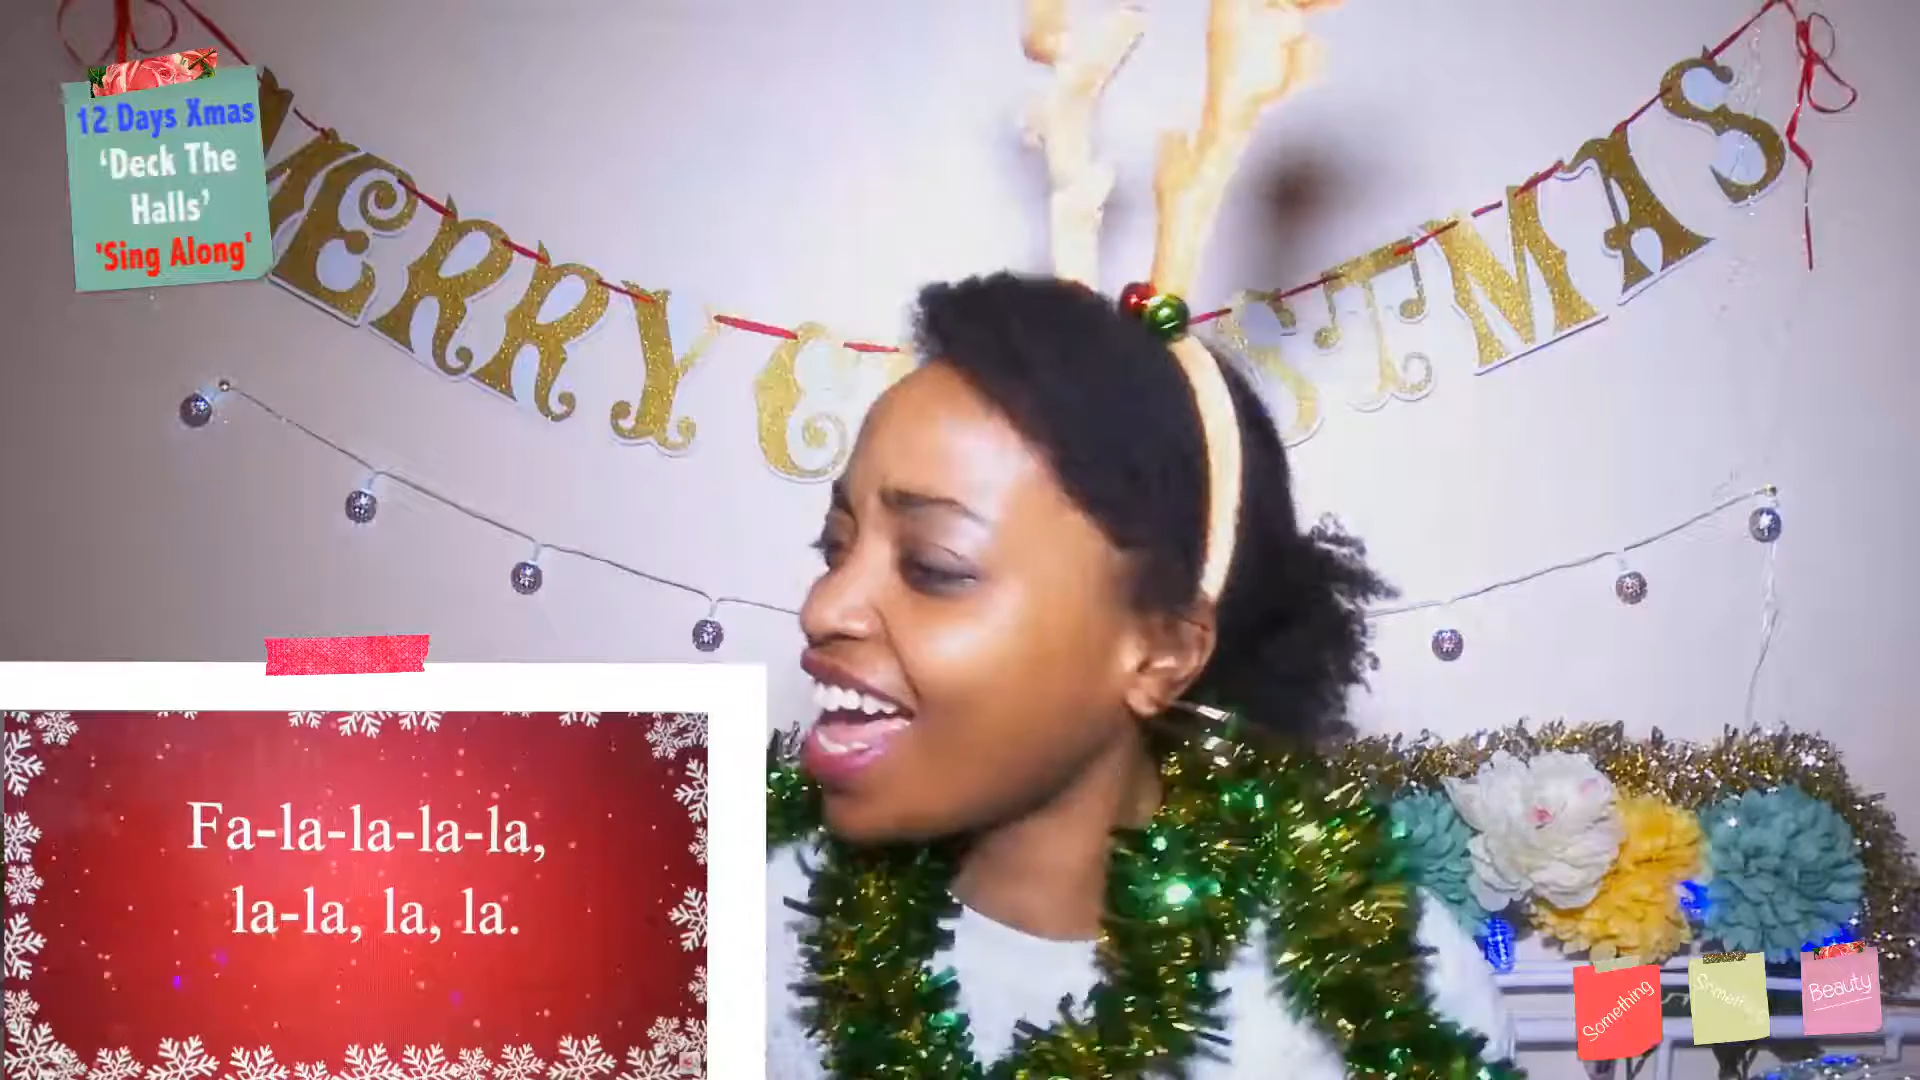 12 Days Xmas
‘Deck The
Halls’
'Sing Along'
MERRY C STMAS
Fa-la-la-la-la,
la-la, la, la.
Something
Beauty